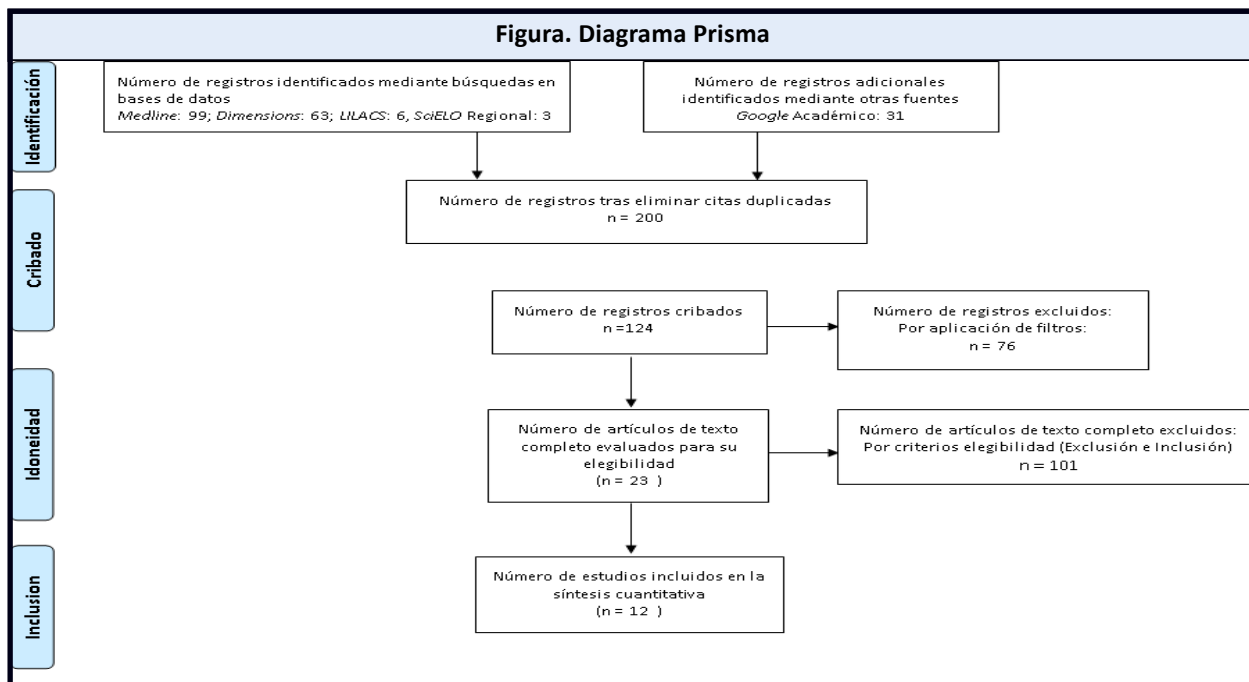 Figura. Diagrama Prisma
Identificación
Número de registros identificados mediante búsquedas en
bases de datos
Medline: 99; Dimensions: 63; LILACS: 6, SciELO Regional: 3
Número de registros adicionales
identificados mediante otras fuentes
Google Académico: 31
Cribado
Número de registros tras eliminar citas duplicadas
n = 200
Número de registros cribados
n =124
Número de registros excluidos:
Por aplicación de filtros:
n = 76
Idoneidad
Número de artículos de texto
completo evaluados para su
elegibilidad
(n = 23 )
Número de artículos de texto completo excluidos:
Por criterios elegibilidad (Exclusión e Inclusión)
n = 101
Inclusion
Número de estudios incluidos en la
síntesis cuantitativa
(n = 12 )